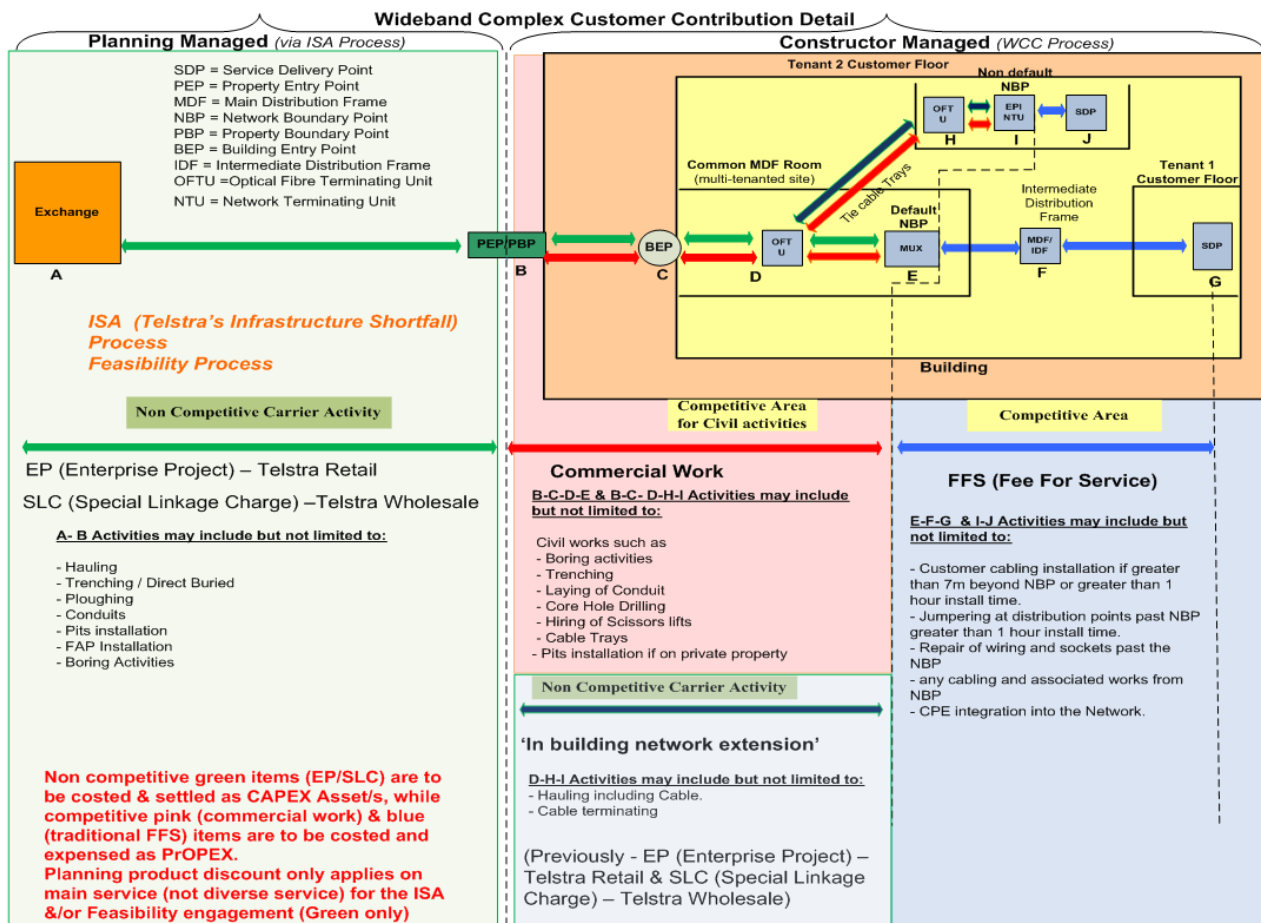 Wideband Complex Customer Contribution Detail
Planning Managed (via ISA Process)
Constructor Managed (WCC Process)
SDP = Service Delivery Point
PEP = Property Entry Point
MDF = Main Distribution Frame
NBP = Network Boundary Point
PBP = Property Boundary Point
BEP = Building Entry Point
IDF = Intermediate Distribution Frame
OFTU =Optical Fibre Terminating Unit
NTU = Network Terminating Unit
Exchange
A
PEP/PBP
B
BEP
C
Tenant 2 Customer Floor
Non default
NBP
OFT
U
H
EPI
NTU
I
SDP
J
Common MDF Room
(multi-tenanted site)
Tie cable Trays
OFT
U
D
Default
NBP
MUX
E
Intermediate
Distribution
Frame
MDF/
IDF
F
Tenant 1
Customer Floor
SDP
G
Building
ISA (Telstra's Infrastructure Shortfall)
Process
Feasibility Process
Non Competitive Carrier Activity
EP (Enterprise Project) – Telstra Retail
SLC (Special Linkage Charge) –Telstra Wholesale
A- B Activities may include but not limited to:
- Hauling
- Trenching / Direct Buried
- Ploughing
- Conduits
- Pits installation
- FAP Installation
- Boring Activities
Non competitive green items (EP/SLC) are to
be costed & settled as CAPEX Asset/s, while
competitive pink (commercial work) & blue
(traditional FFS) items are to be costed and
expensed as PrOPEX.
Planning product discount only applies on
main service (not diverse service) for the ISA
&/or Feasibility engagement (Green only)
Competitive Area
for Civil activities
Commercial Work
B-C-D-E & B-C- D-H-I Activities may include
but not limited to:
Civil works such as
- Boring activities
- Trenching
- Laying of Conduit
- Core Hole Drilling
- Hiring of Scissors lifts
- Cable Trays
- Pits installation if on private property
Non Competitive Carrier Activity
'In building network extension'
D-H-I Activities may include but not limited to:
- Hauling including Cable.
- Cable terminating
(Previously - EP (Enterprise Project) –
Telstra Retail & SLC (Special Linkage
Charge) – Telstra Wholesale)
Competitive Area
FFS (Fee For Service)
E-F-G & I-J Activities may include but
not limited to:
- Customer cabling installation if greater
than 7m beyond NBP or greater than 1
hour install time.
- Jumpering at distribution points past NBP
greater than 1 hour install time.
- Repair of wiring and sockets past the
NBP
- any cabling and associated works from
NBP
- CPE integration into the Network.